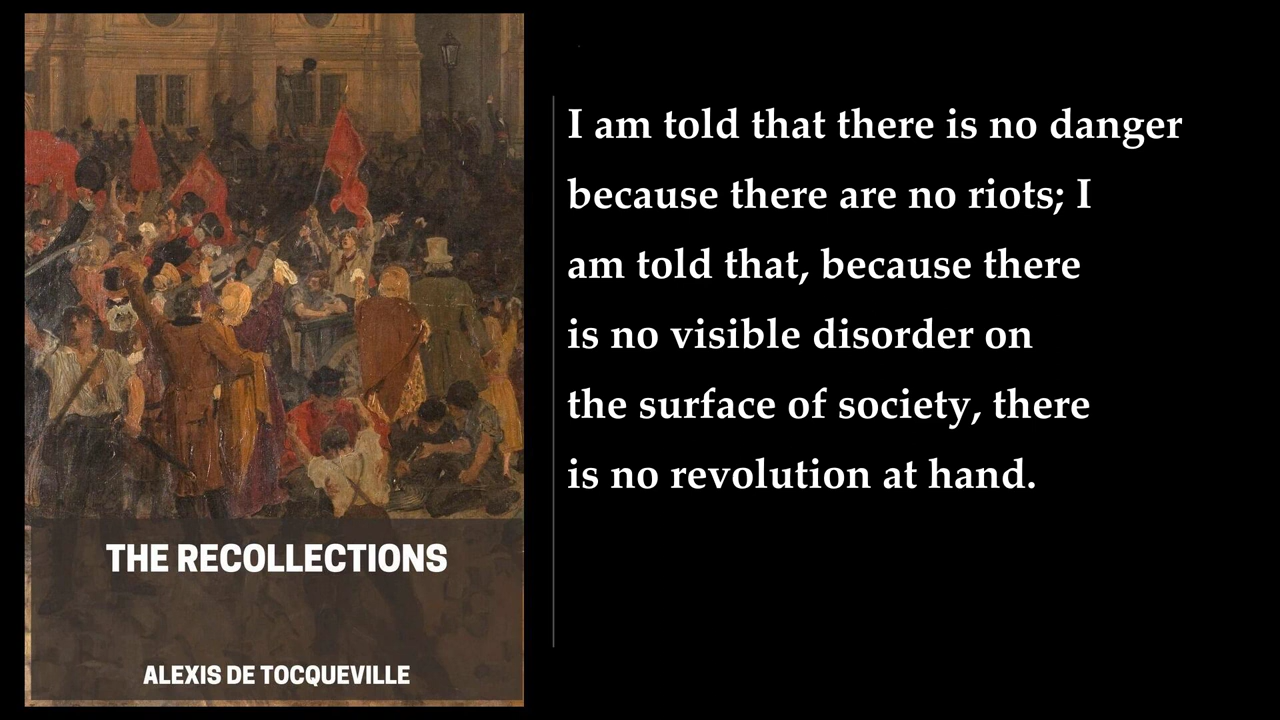 THE RECOLLECTIONS
ALEXIS DE TOCQUEVILLE
I am told that there is no danger
because there are no riots; I
am told that, because there
is no visible disorder on
the surface of society, there
is no revolution at hand.